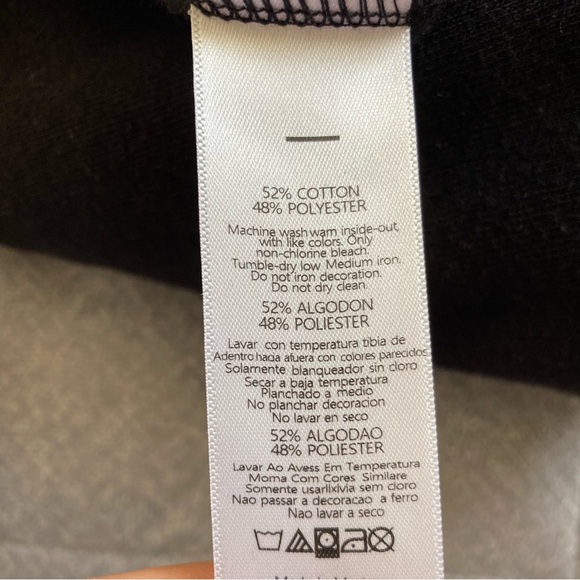 52% COTTON
48% POLYESTER
Machine wash warn inside-out,
with like colors. Only
non-chlorine bleach.
Tumble-dry low Medium iron.
Do not iron decoration.
Do not dry clean.
52% ALGODON
48% POLIESTER
Lavar con temperatura tibia de
Adentro hacia afuera con colores parecidos
Solamente blanqueador sin cloro
Secar a baja temperatura
Planchado a medio
No planchar decoracion
No lavar en seco
52% ALGODAO
48% POLIESTER
Lavar Ao Avess Em Temperatura
Moma Com Cores Similare
Somente usarlixivia sem cloro
Nao passar a decoracao a ferro
Nao lavar a seco